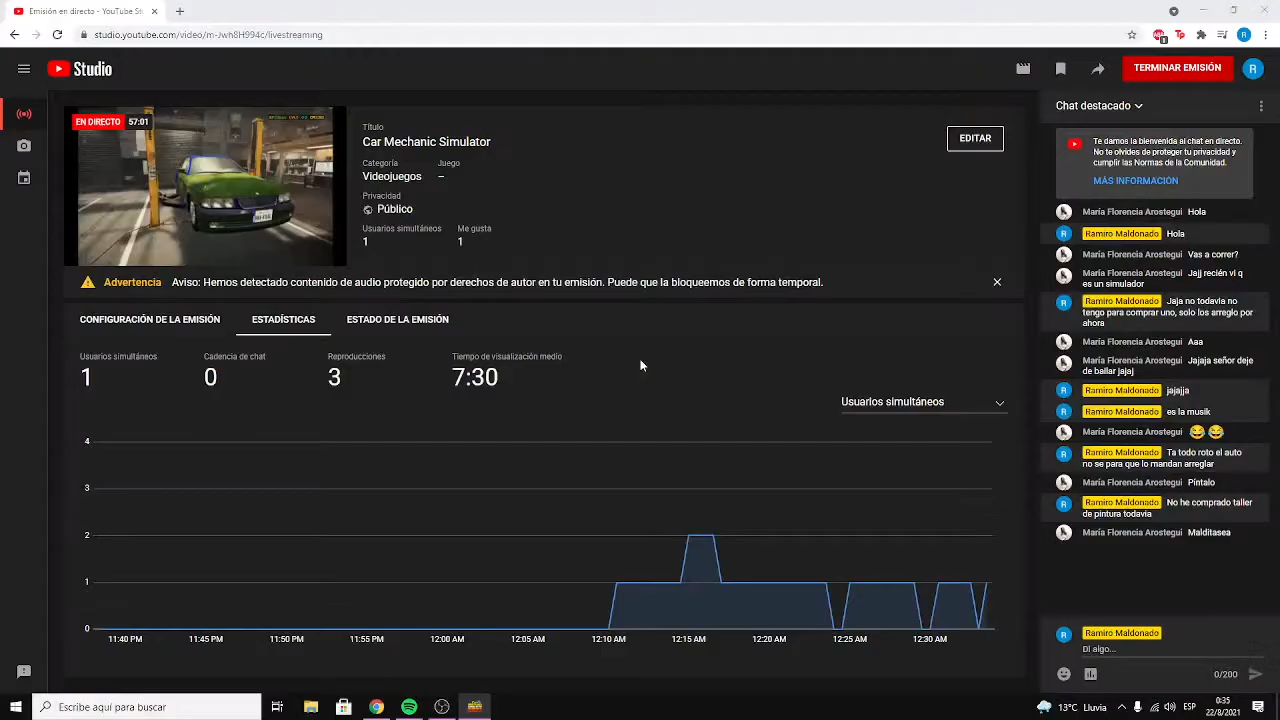 Emisión en directo - YouTube Stu
studio.youtube.com/video/m-Jwh8H994c/livestreaming
Studio
TERMINAR EMISIÓN
R
EN DIRECTO 57:01
Título
Car Mechanic Simulator
Categoría Juego
Videojuegos –
Privacidad
Público
Usuarios simultáneos Me gusta
1 1
EDITAR
Advertencia Aviso: Hemos detectado contenido de audio protegido por derechos de autor en tu emisión. Puede que la bloqueemos de forma temporal.
CONFIGURACIÓN DE LA EMISIÓN ESTADÍSTICAS ESTADO DE LA EMISIÓN
Usuarios simultáneos Cadencia de chat Reproducciones Tiempo de visualización medio
1 0 3 7:30
Usuarios simultáneos
4
3
2
1
0
11:40 PM 11:45 PM 11:50 PM 11:55 PM 12:00 AM 12:05 AM 12:10 AM 12:15 AM 12:20 AM 12:25 AM 12:30 AM
Chat destacado
Te damos la bienvenida al chat en directo.
No te olvides de proteger tu privacidad y
cumplir las Normas de la Comunidad.
MÁS INFORMACIÓN
María Florencia Arostegui Hola
Ramiro Maldonado Hola
María Florencia Arostegui Vas a correr?
María Florencia Arostegui Jajj recién vi q
es un simulador
Ramiro Maldonado Jaja no todavia no
tengo para comprar uno, solo los arreglo por
ahora
María Florencia Arostegui Aaa
María Florencia Arostegui Jajaja señor deje
de bailar jajaj
Ramiro Maldonado jajajja
Ramiro Maldonado es la musik
María Florencia Arostegui 😂 😂
Ramiro Maldonado Ta todo roto el auto
no se para que lo mandan arreglar
María Florencia Arostegui Píntalo
Ramiro Maldonado No he comprado taller
de pintura todavia
María Florencia Arostegui Malditasea
Ramiro Maldonado
Di algo...
0/200
Escribe aquí para buscar
13°C Lluvia
ESP
0:35
22/8/2021